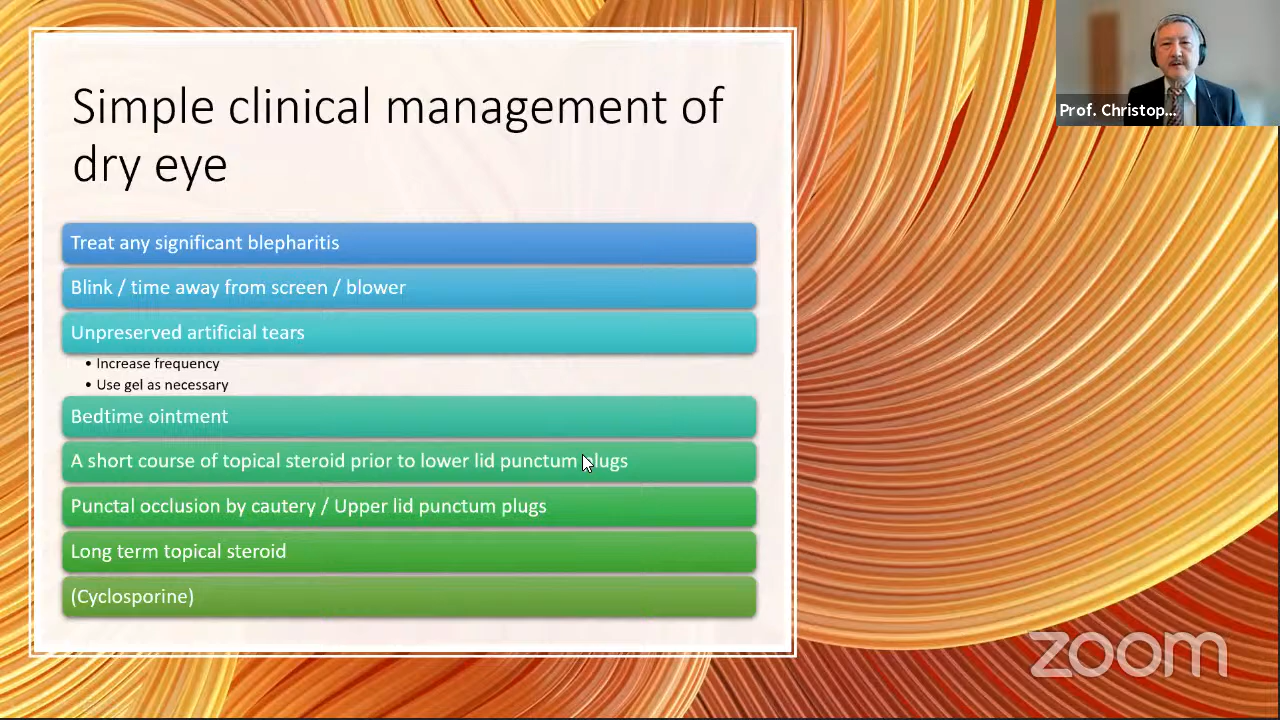 Simple clinical management of
dry eye
Treat any significant blepharitis
Blink / time away from screen / blower
Unpreserved artificial tears
• Increase frequency
• Use gel as necessary
Bedtime ointment
A short course of topical steroid prior to lower lid punctum plugs
Punctal occlusion by cautery / Upper lid punctum plugs
Long term topical steroid
(Cyclosporine)
Prof. Christop...
zoom